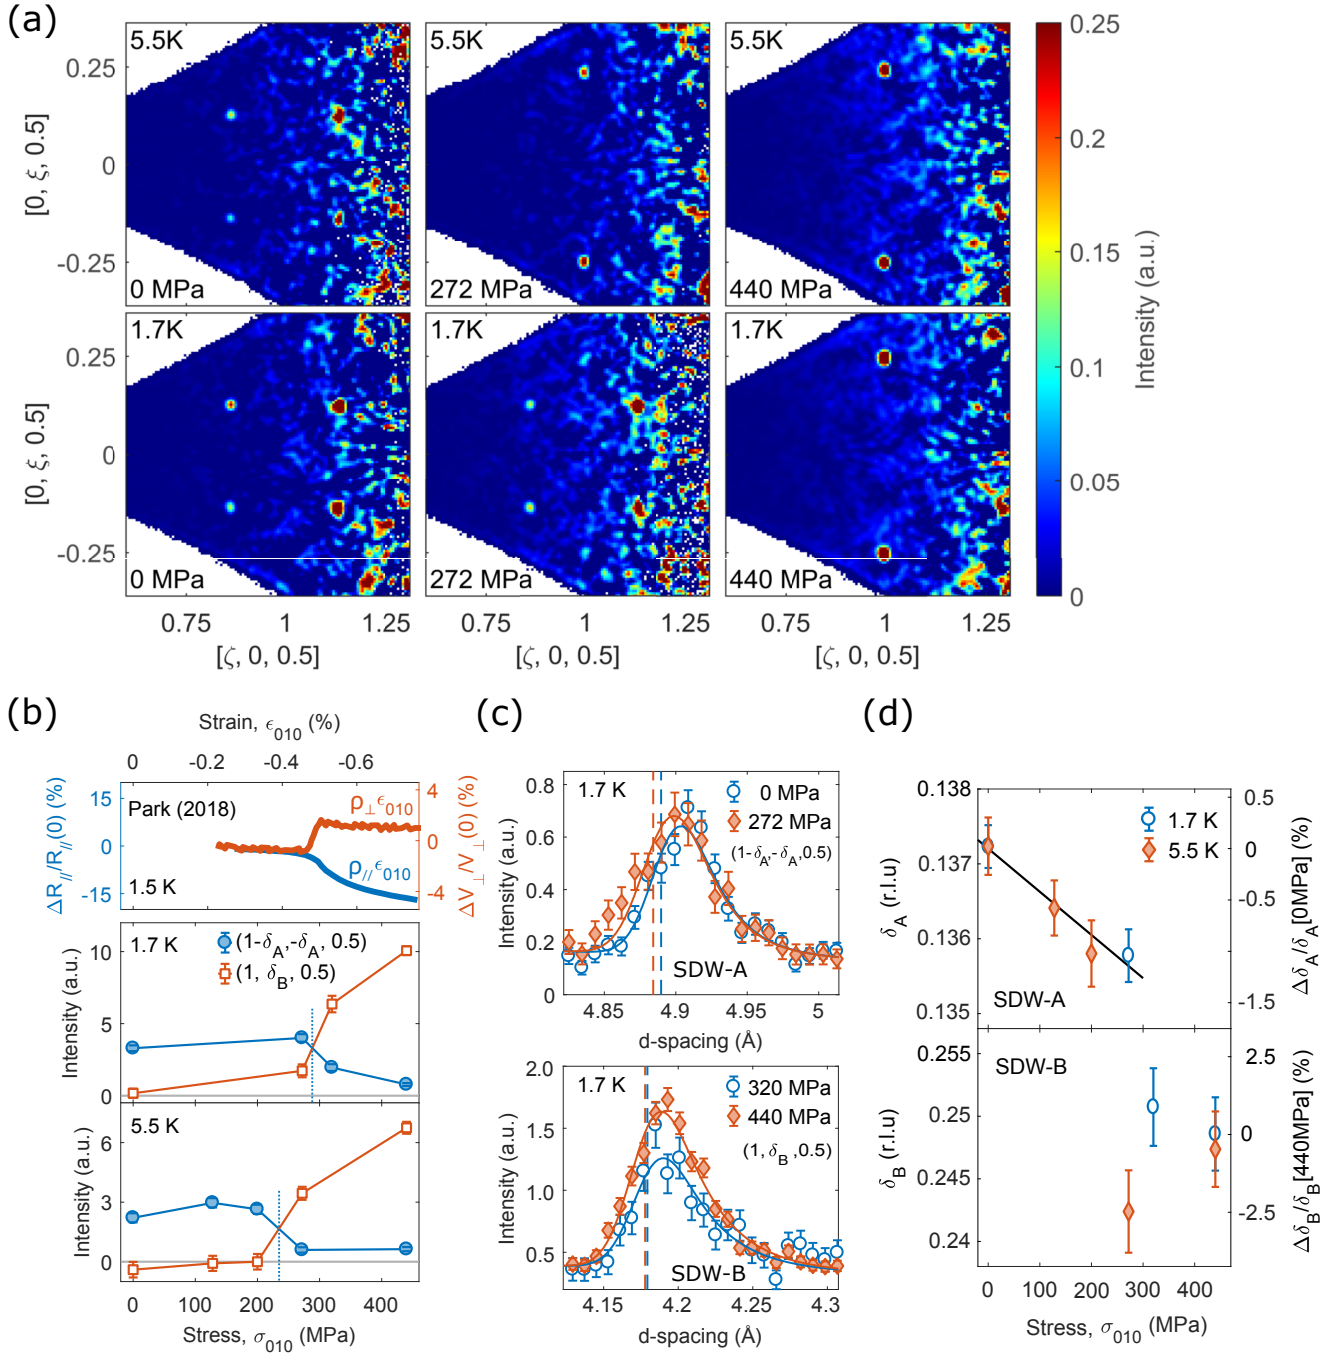 (a)
5.5K
5.5K
5.5K
0.25
0
-0.25
[0, ξ, 0.5]
0 MPa
272 MPa
440 MPa
1.7K
1.7K
1.7K
0.25
0
-0.25
[0, ξ, 0.5]
0 MPa
272 MPa
440 MPa
0.75 1 1.25
0.75 1 1.25
0.75 1 1.25
[ζ, 0, 0.5]
[ζ, 0, 0.5]
[ζ, 0, 0.5]
0.25
0.2
0.15
0.1
0.05
0
Intensity (a.u.)
(b)
Strain, ϵ010 (%)
0 -0.2 -0.4 -0.6
ΔR///R//(0) (%)
15
0
-15
Park (2018)
1.5 K
ρ⊥ϵ010
ρ//ϵ010
4
0
-4
ΔV⊥/V⊥(0) (%)
1.7 K
(1-δA,-δA, 0.5)
(1, δB, 0.5)
10
5
0
Intensity (a.u.)
5.5 K
6
3
0
Intensity (a.u.)
0 100 200 300 400
Stress, σ010 (MPa)
(c)
1.7 K
0 MPa
272 MPa
(1-δA,-δA,0.5)
0.8
0.6
0.4
0.2
0
Intensity (a.u.)
SDW-A
4.85 4.9 4.95 5
d-spacing (Å)
1.7 K
320 MPa
440 MPa
(1, δB ,0.5)
2.0
1.5
1.0
0.5
Intensity (a.u.)
SDW-B
4.15 4.2 4.25 4.3
d-spacing (Å)
(d)
0.138
0.137
0.136
0.135
δA (r.l.u)
1.7 K
5.5 K
SDW-A
0.5
0
-0.5
-1
-1.5
ΔδA/δA[0MPa] (%)
0.255
0.25
0.245
0.24
δB (r.l.u)
SDW-B
2.5
0
-2.5
ΔδB/δB[440MPa] (%)
0 100 200 300 400
Stress, σ010 (MPa)